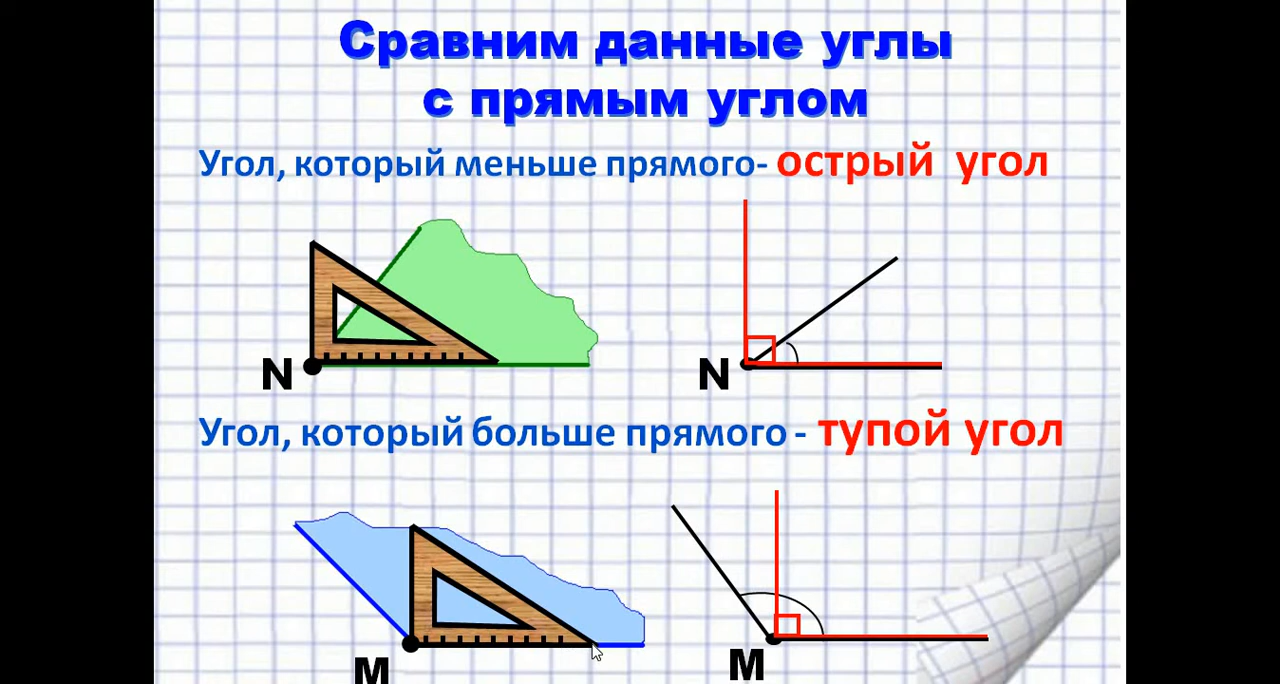 Сравним данные углы
с прямым углом
Угол, который меньше прямого- острый угол
N
N
Угол, который больше прямого - тупой угол
M
M